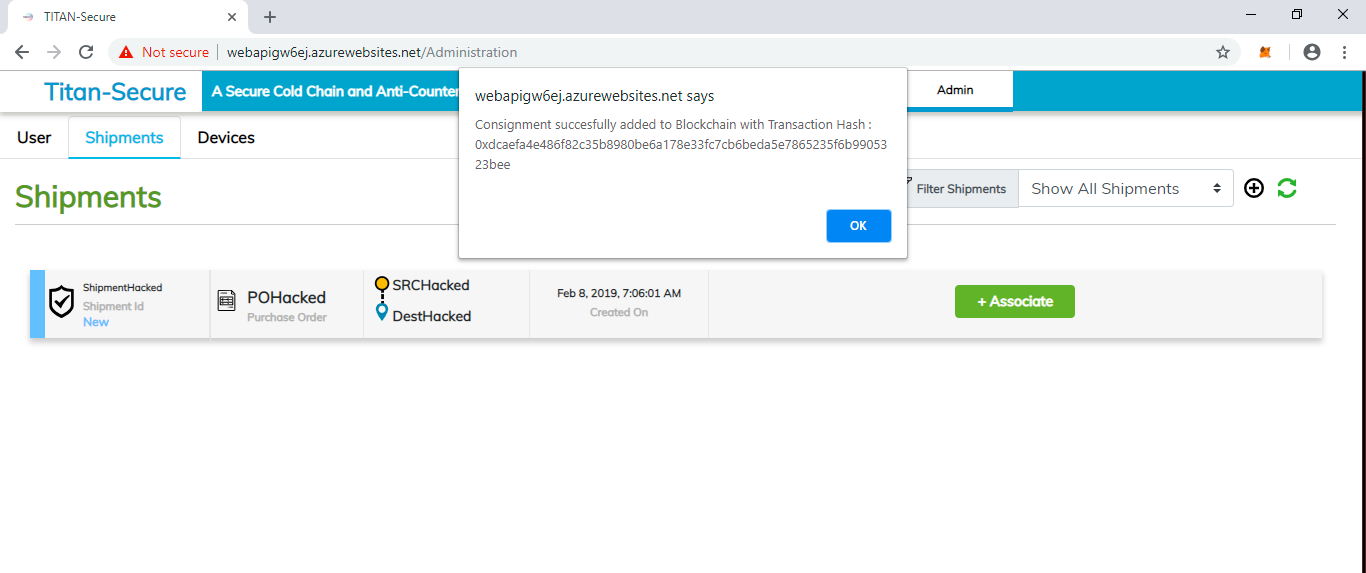 TITAN-Secure
Not secure
webapigw6ej.azurewebsites.net/Administration
Titan-Secure
A Secure Cold Chain and Anti-Counter
Admin
webapigw6ej.azurewebsites.net says
Consignment succesfully added to Blockchain with Transaction Hash :
0xdcaefa4e486f82c35b8980be6a178e33fc7cb6beda5e7865235f6b99053
23bee
OK
User
Shipments
Devices
Shipments
Filter Shipments
Show All Shipments
ShipmentHacked
Shipment Id
New
POHacked
Purchase Order
SRCHacked
DestHacked
Feb 8, 2019, 7:06:01 AM
Created On
+ Associate